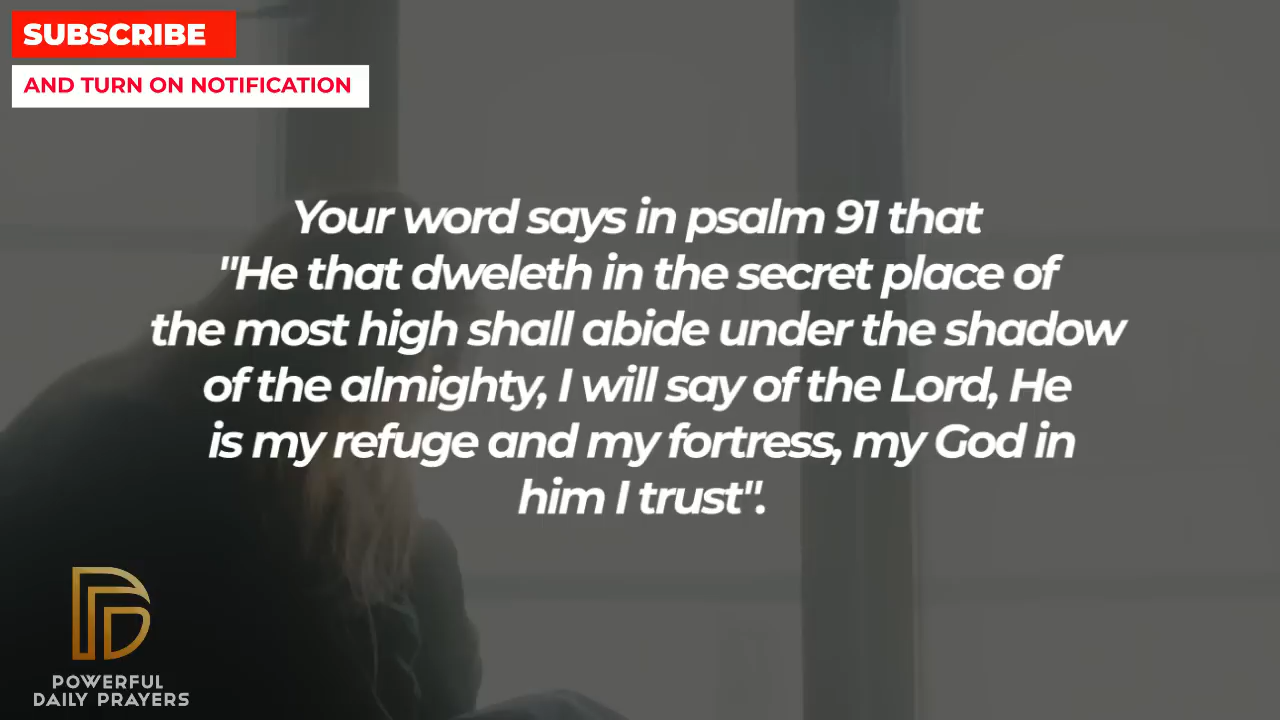 SUBSCRIBE
AND TURN ON NOTIFICATION
Your word says in psalm 91 that
"He that dweleth in the secret place of
the most high shall abide under the shadow
of the almighty, I will say of the Lord, He
is my refuge and my fortress, my God in
him I trust".
POWERFUL
DAILY PRAYERS